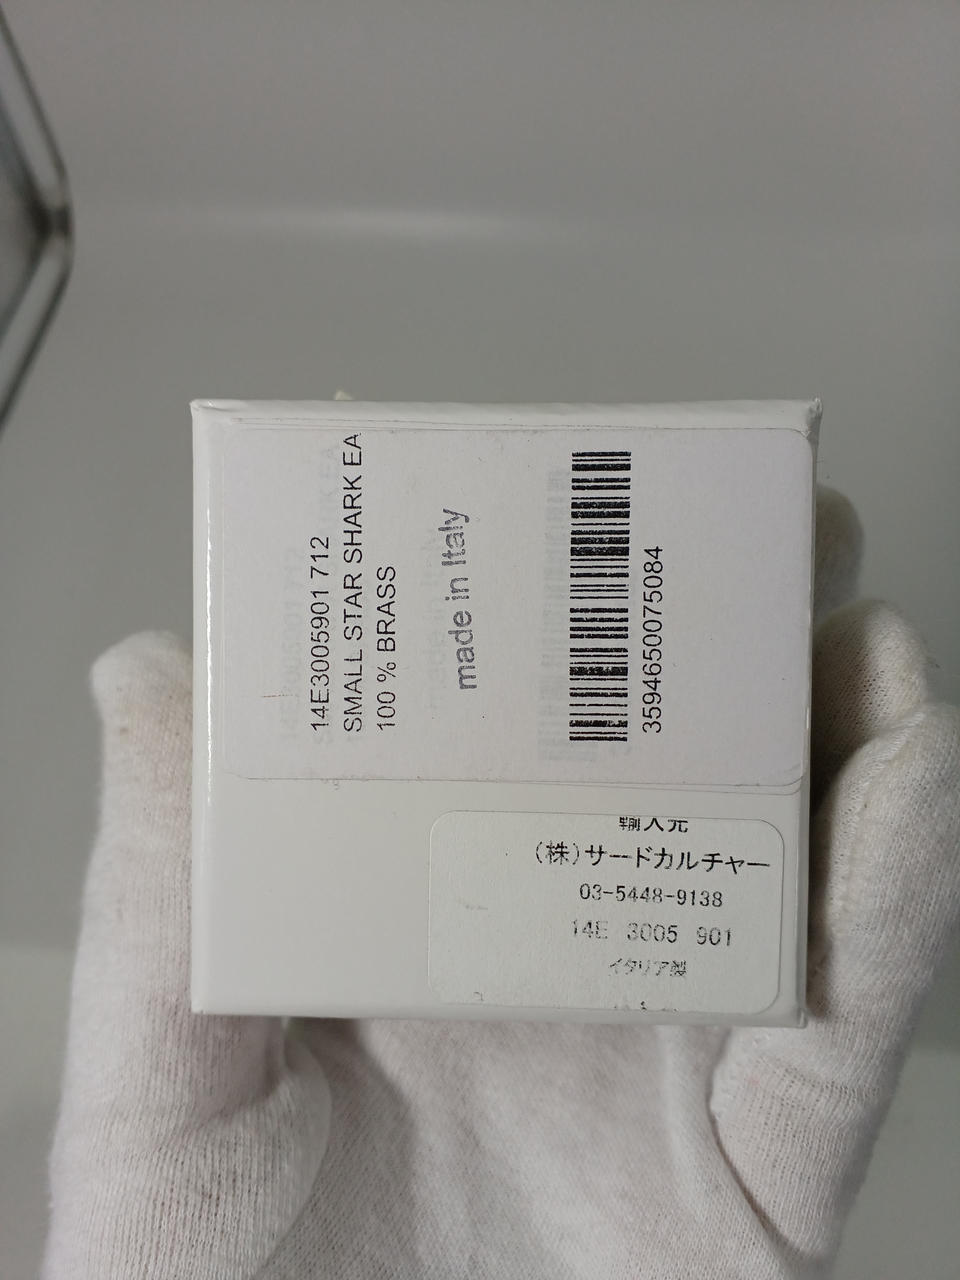 14E3005901 712
SMALL STAR SHARK EA
100 % BRASS
made in Italy
3594650075084
輸入元
(株)サードカルチャー
03-5448-9138
14E 3005 901
イタリア製